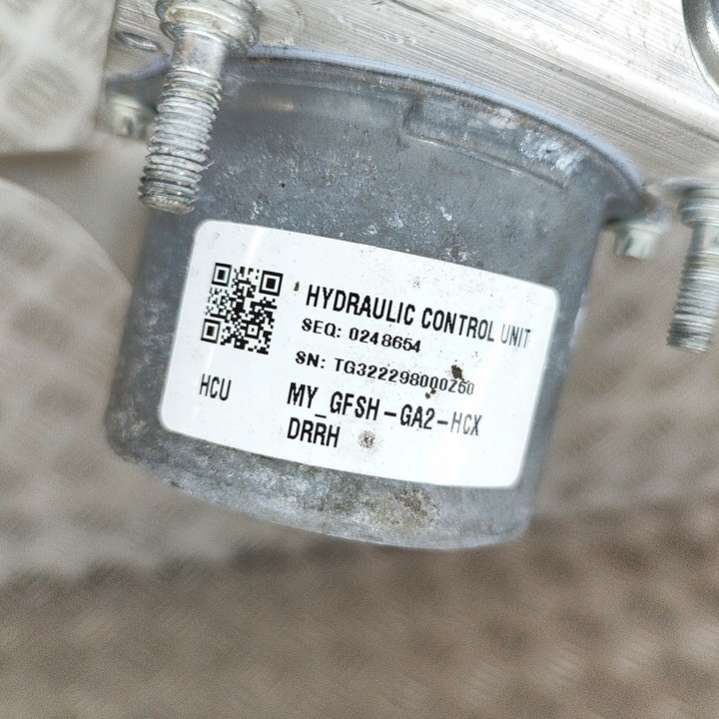 HYDRAULIC CONTROL UNIT
SEQ: 0248654
SN: TG322298000Z60
HCU
MY_GFSH-GA2-HCX
DRRH